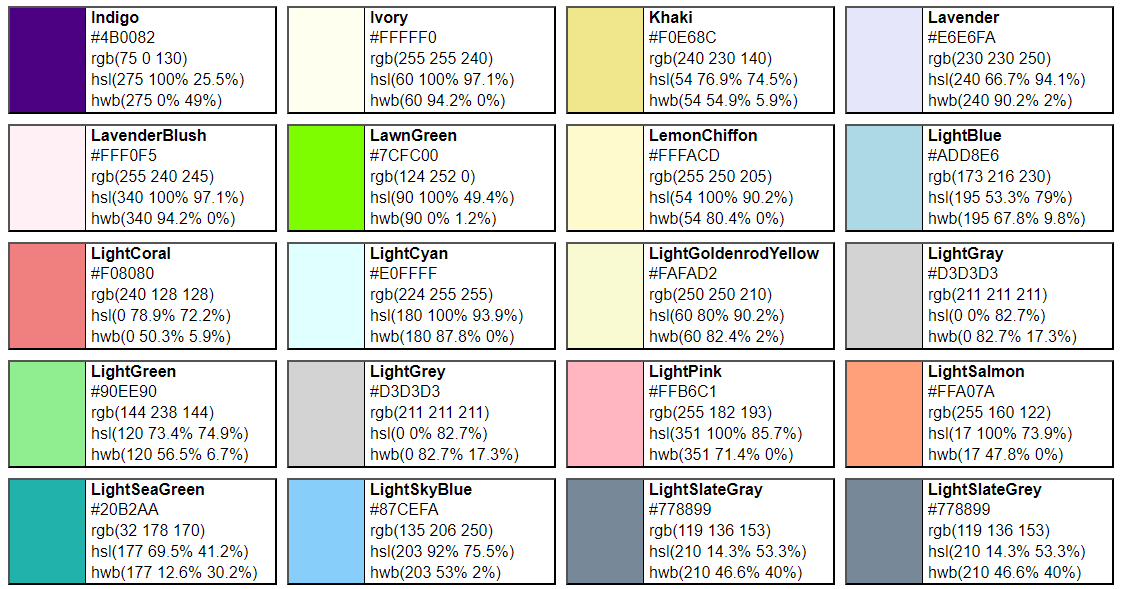 Indigo
#4B0082
rgb(75 0 130)
hsl(275 100% 25.5%)
hwb(275 0% 49%)
Ivory
#FFFFF0
rgb(255 255 240)
hsl(60 100% 97.1%)
hwb(60 94.2% 0%)
Khaki
#F0E68C
rgb(240 230 140)
hsl(54 76.9% 74.5%)
hwb(54 54.9% 5.9%)
Lavender
#E6E6FA
rgb(230 230 250)
hsl(240 66.7% 94.1%)
hwb(240 90.2% 2%)
LavenderBlush
#FFF0F5
rgb(255 240 245)
hsl(340 100% 97.1%)
hwb(340 94.2% 0%)
LawnGreen
#7CFC00
rgb(124 252 0)
hsl(90 100% 49.4%)
hwb(90 0% 1.2%)
LemonChiffon
#FFFACD
rgb(255 250 205)
hsl(54 100% 90.2%)
hwb(54 80.4% 0%)
LightBlue
#ADD8E6
rgb(173 216 230)
hsl(195 53.3% 79%)
hwb(195 67.8% 9.8%)
LightCoral
#F08080
rgb(240 128 128)
hsl(0 78.9% 72.2%)
hwb(0 50.3% 5.9%)
LightCyan
#E0FFFF
rgb(224 255 255)
hsl(180 100% 93.9%)
hwb(180 87.8% 0%)
LightGoldenrodYellow
#FAFAD2
rgb(250 250 210)
hsl(60 80% 90.2%)
hwb(60 82.4% 2%)
LightGray
#D3D3D3
rgb(211 211 211)
hsl(0 0% 82.7%)
hwb(0 82.7% 17.3%)
LightGreen
#90EE90
rgb(144 238 144)
hsl(120 73.4% 74.9%)
hwb(120 56.5% 6.7%)
LightGrey
#D3D3D3
rgb(211 211 211)
hsl(0 0% 82.7%)
hwb(0 82.7% 17.3%)
LightPink
#FFB6C1
rgb(255 182 193)
hsl(351 100% 85.7%)
hwb(351 71.4% 0%)
LightSalmon
#FFA07A
rgb(255 160 122)
hsl(17 100% 73.9%)
hwb(17 47.8% 0%)
LightSeaGreen
#20B2AA
rgb(32 178 170)
hsl(177 69.5% 41.2%)
hwb(177 12.6% 30.2%)
LightSkyBlue
#87CEFA
rgb(135 206 250)
hsl(203 92% 75.5%)
hwb(203 53% 2%)
LightSlateGray
#778899
rgb(119 136 153)
hsl(210 14.3% 53.3%)
hwb(210 46.6% 40%)
LightSlateGrey
#778899
rgb(119 136 153)
hsl(210 14.3% 53.3%)
hwb(210 46.6% 40%)